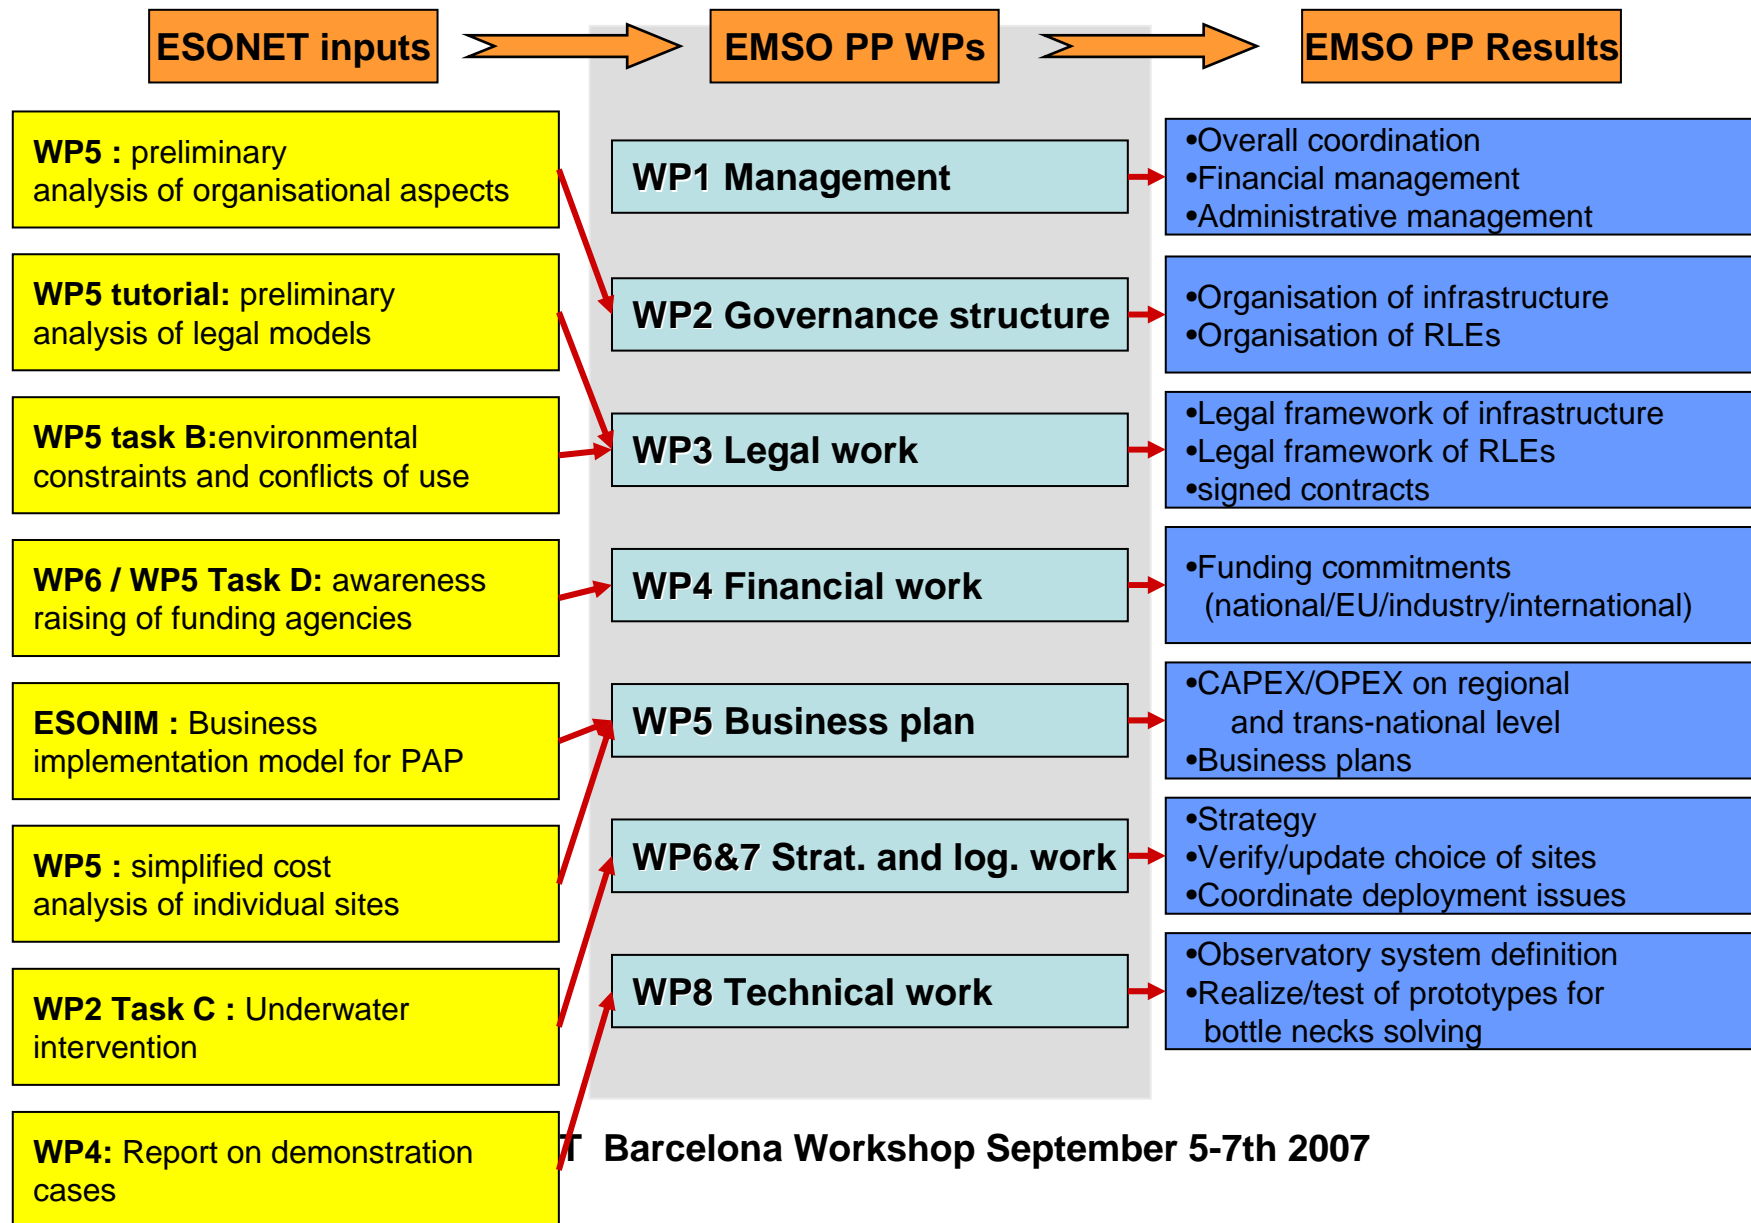 ESONET inputs
EMSO PP WPs
EMSO PP Results
WP5 : preliminary
analysis of organisational aspects
WP5 tutorial: preliminary
analysis of legal models
WP5 task B:environmental
constraints and conflicts of use
WP6 / WP5 Task D: awareness
raising of funding agencies
ESONIM : Business
implementation model for PAP
WP5 : simplified cost
analysis of individual sites
WP2 Task C : Underwater
intervention
WP4: Report on demonstration
cases
WP1 Management
WP2 Governance structure
WP3 Legal work
WP4 Financial work
WP5 Business plan
WP6&7 Strat. and log. work
WP8 Technical work
•Overall coordination
•Financial management
•Administrative management
•Organisation of infrastructure
•Organisation of RLEs
•Legal framework of infrastructure
•Legal framework of RLEs
•signed contracts
•Funding commitments
(national/EU/industry/international)
•CAPEX/OPEX on regional
and trans-national level
•Business plans
•Strategy
•Verify/update choice of sites
•Coordinate deployment issues
•Observatory system definition
•Realize/test of prototypes for
bottle necks solving
T Barcelona Workshop September 5-7th 2007